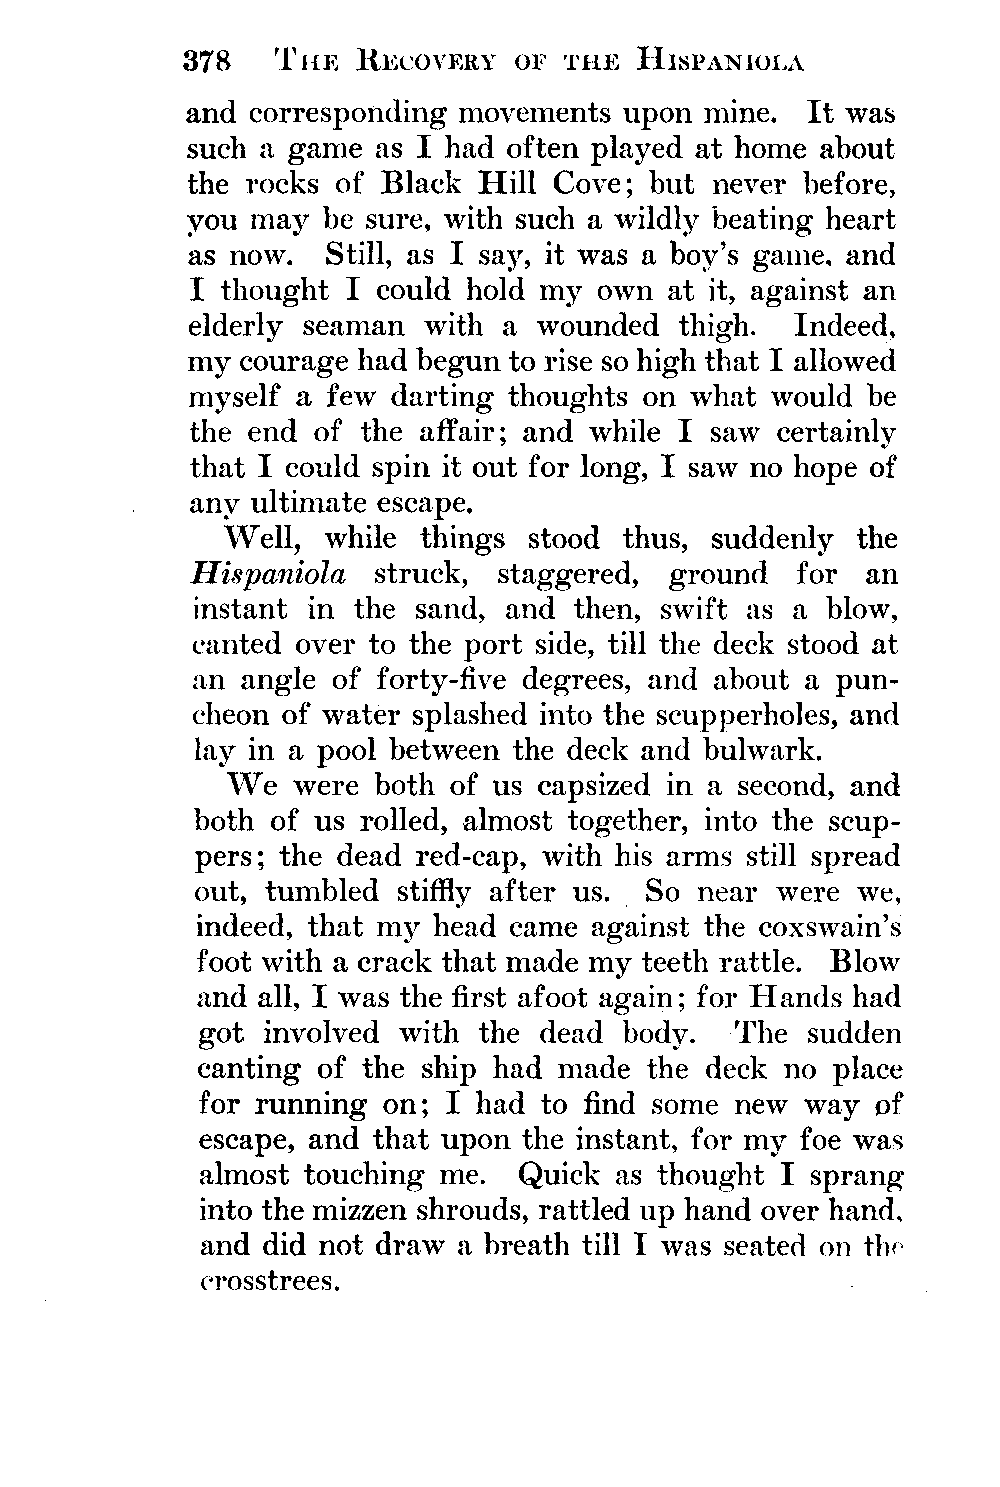 378 The Recovery of the Hispaniola
and corresponding movements upon mine. It was
such a game as I had often played at home about
the rocks of Black Hill Cove; but never before,
you may be sure, with such a wildly beating heart
as now. Still, as I say, it was a boy's game, and
I thought I could hold my own at it, against an
elderly seaman with a wounded thigh. Indeed,
my courage had begun to rise so high that I allowed
myself a few darting thoughts on what would be
the end of the affair; and while I saw certainly
that I could spin it out for long, I saw no hope of
any ultimate escape.
Well, while things stood thus, suddenly the
Hispaniola struck, staggered, ground for an
instant in the sand, and then, swift as a blow,
canted over to the port side, till the deck stood at
an angle of forty-five degrees, and about a pun-
cheon of water splashed into the scupperholes, and
lay in a pool between the deck and bulwark.
We were both of us capsized in a second, and
both of us rolled, almost together, into the scup-
pers; the dead red-cap, with his arms still spread
out, tumbled stiffly after us. So near were we,
indeed, that my head came against the coxswain's
foot with a crack that made my teeth rattle. Blow
and all, I was the first afoot again; for Hands had
got involved with the dead body. The sudden
canting of the ship had made the deck no place
for running on; I had to find some new way of
escape, and that upon the instant, for my foe was
almost touching me. Quick as thought I sprang
into the mizzen shrouds, rattled up hand over hand,
and did not draw a breath till I was seated on the
crosstrees.